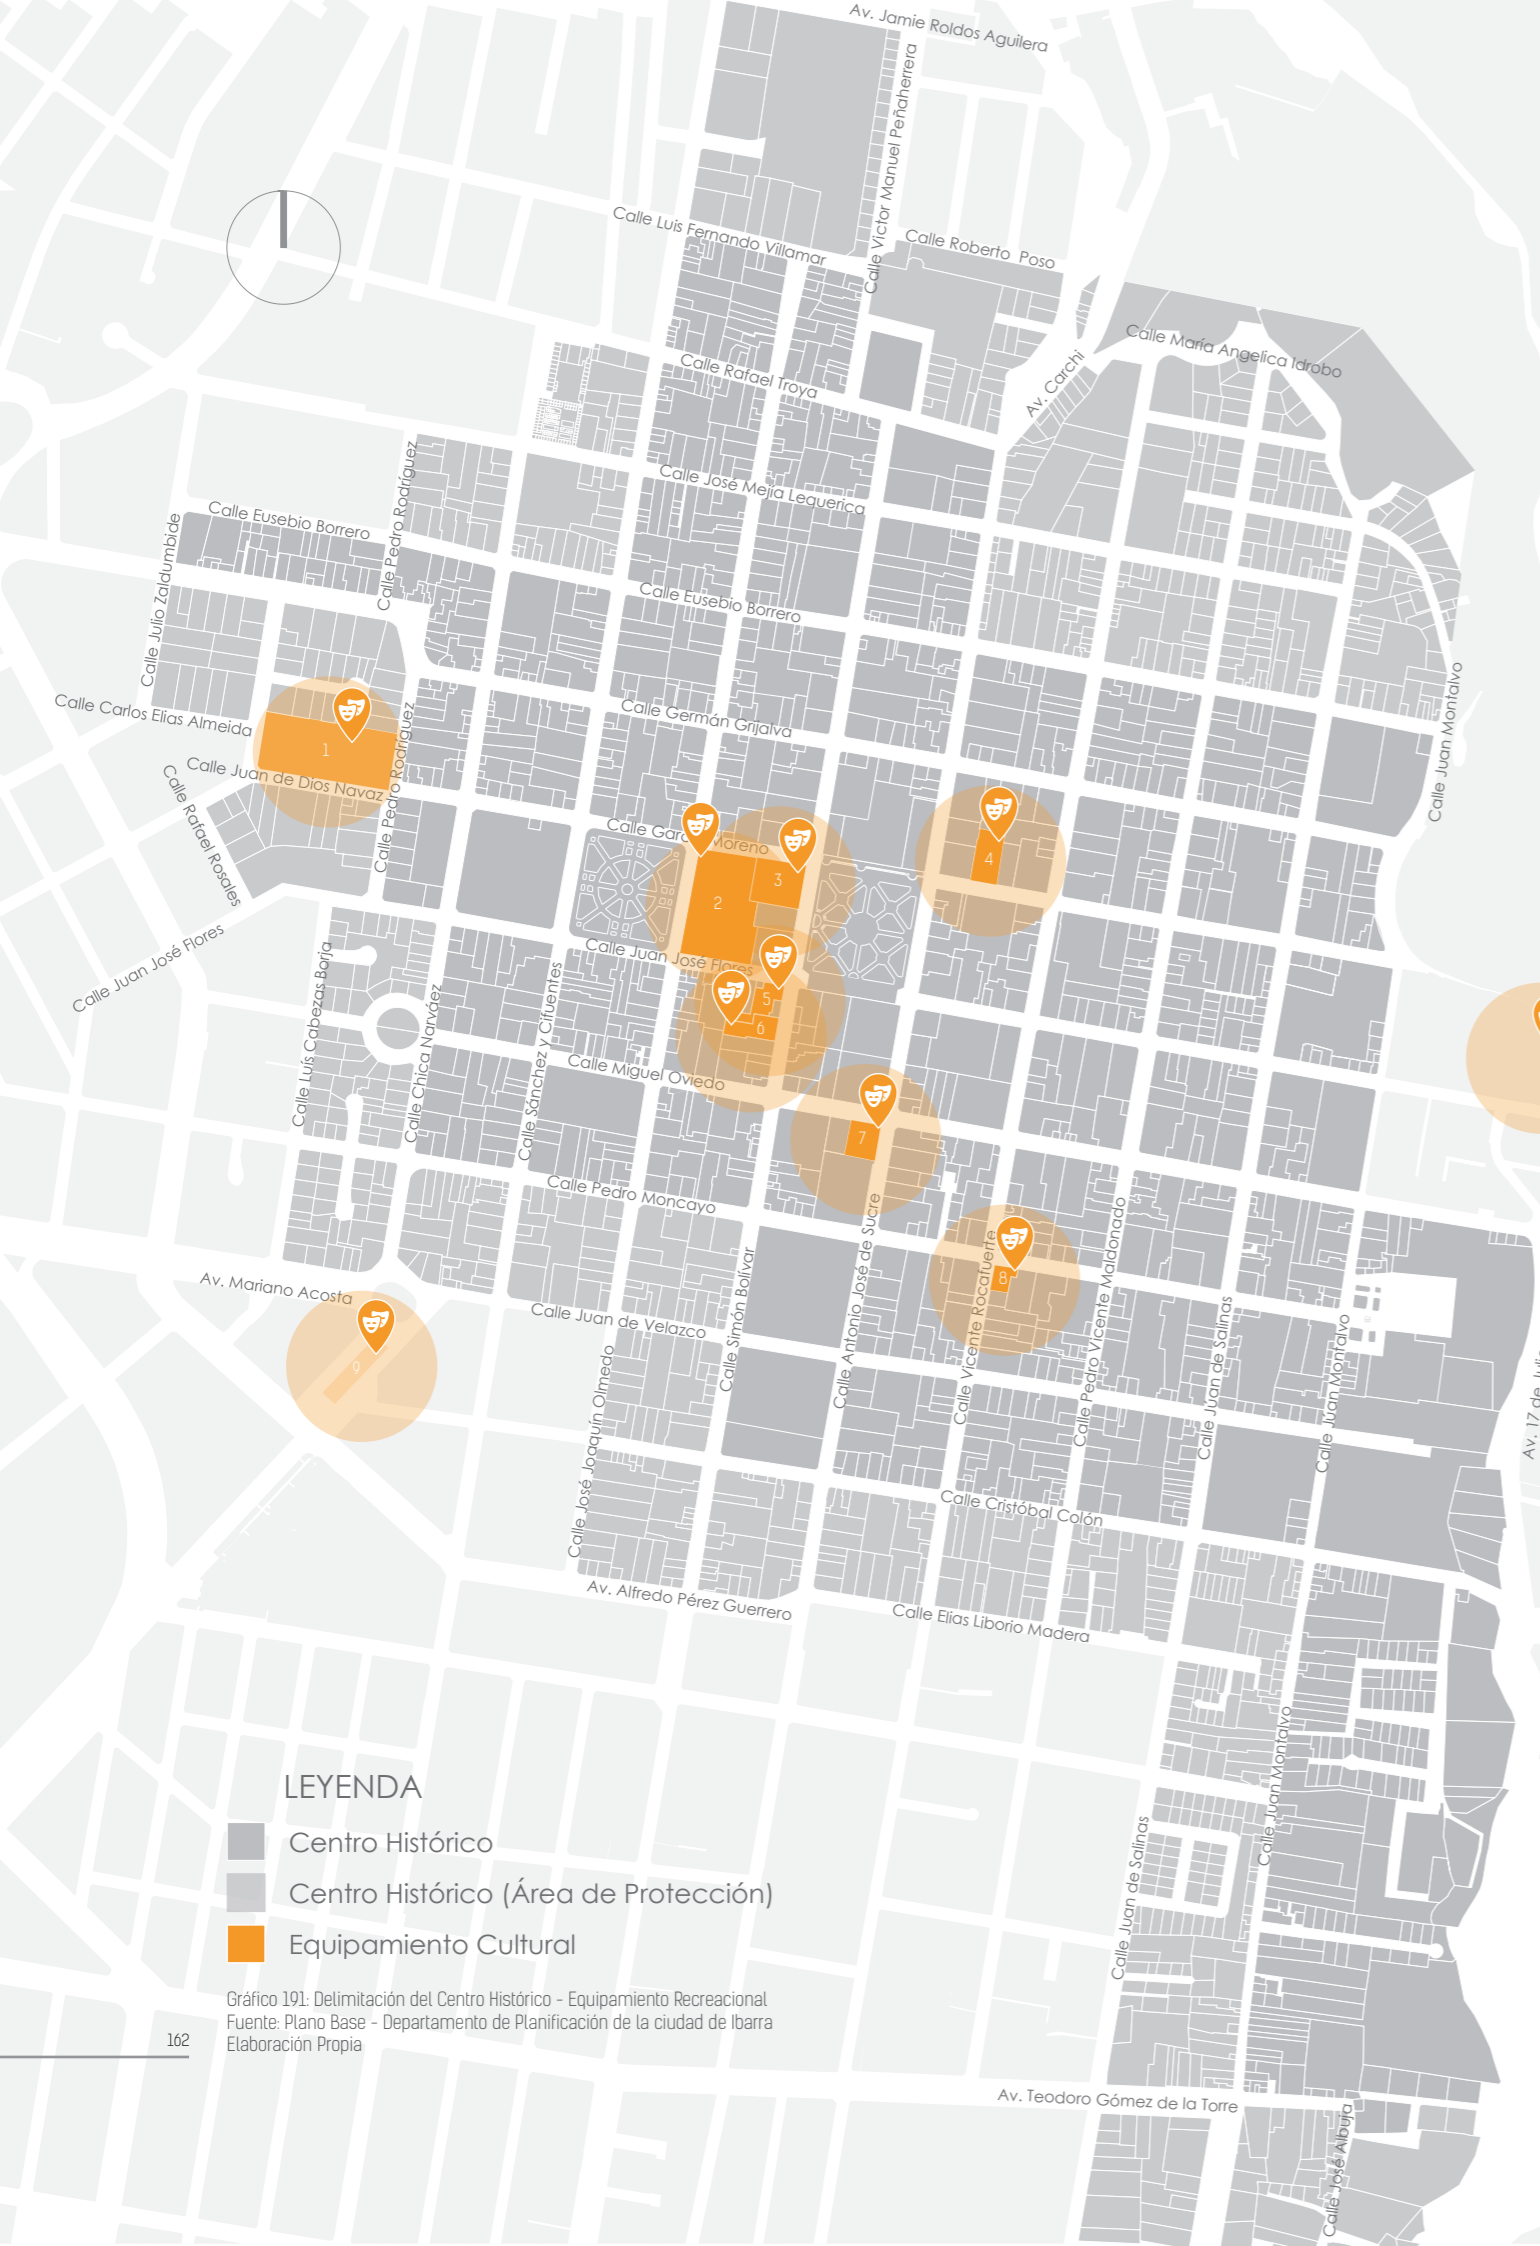 Av. Jamie Roldos Aguilera
Calle Victor Manuel Peñaherrera
Calle Luis Fernando Villamar
Calle Roberto Poso
Calle María Angelica Idrobo
Av. Carchi
Calle Rafael Troya
Calle José Mejía Lequerica
Calle Pedro Rodríguez
Calle Eusebio Borrero
Calle Julio Zaldumbide
Calle Eusebio Borrero
Calle Juan Montalvo
Calle Germán Grijalva
Calle Carlos Elias Almeida
Calle Pedro Rodríguez
1
Calle Juan de Dios Navaz
Calle Rafael Rosales
Calle Moreno
2
3
4
Calle Juan José Flores
Calle Juan José Flores
Calle Luís Cabezas Borja
Calle Chica Narváez
Calle Sánchez y Cifuentes
5
6
Calle Miguel Oviedo
7
Calle Pedro Moncayo
Calle Antonio José de Sucre
Calle Vicente Rocafuerte
Calle Pedro Vicente Maldonado
8
Calle Simón Bolívar
Av. Mariano Acosta
Calle Juan de Velazco
9
Calle José Joaquín Olmedo
Calle Juan de Salinas
Calle Juan Montalvo
Av. 17 de
Calle Cristóbal Colón
Av. Alfredo Pérez Guerrero
Calle Elias Liborio Madera
Calle Juan Montalvo
Calle Juan de Salinas
LEYENDA
Centro Histórico
Centro Histórico (Área de Protección)
Equipamiento Cultural
Gráfico 191: Delimitación del Centro Histórico - Equipamiento Recreacional
Fuente: Plano Base - Departamento de Planificación de la ciudad de Ibarra
Elaboración Propia
162
Av. Teodoro Gómez de la Torre
Calle José Albuja